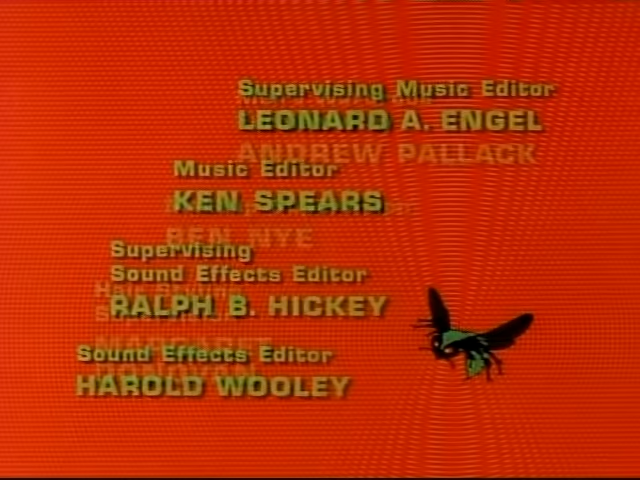 Supervising Music Editor
LEONARD A. ENGEL
ANDREW PALLACK
Music Editor
KEN SPEARS
BEN NYE
Supervising
Sound Effects Editor
RALPH B. HICKEY
Sound Effects Editor
HAROLD WOOLEY